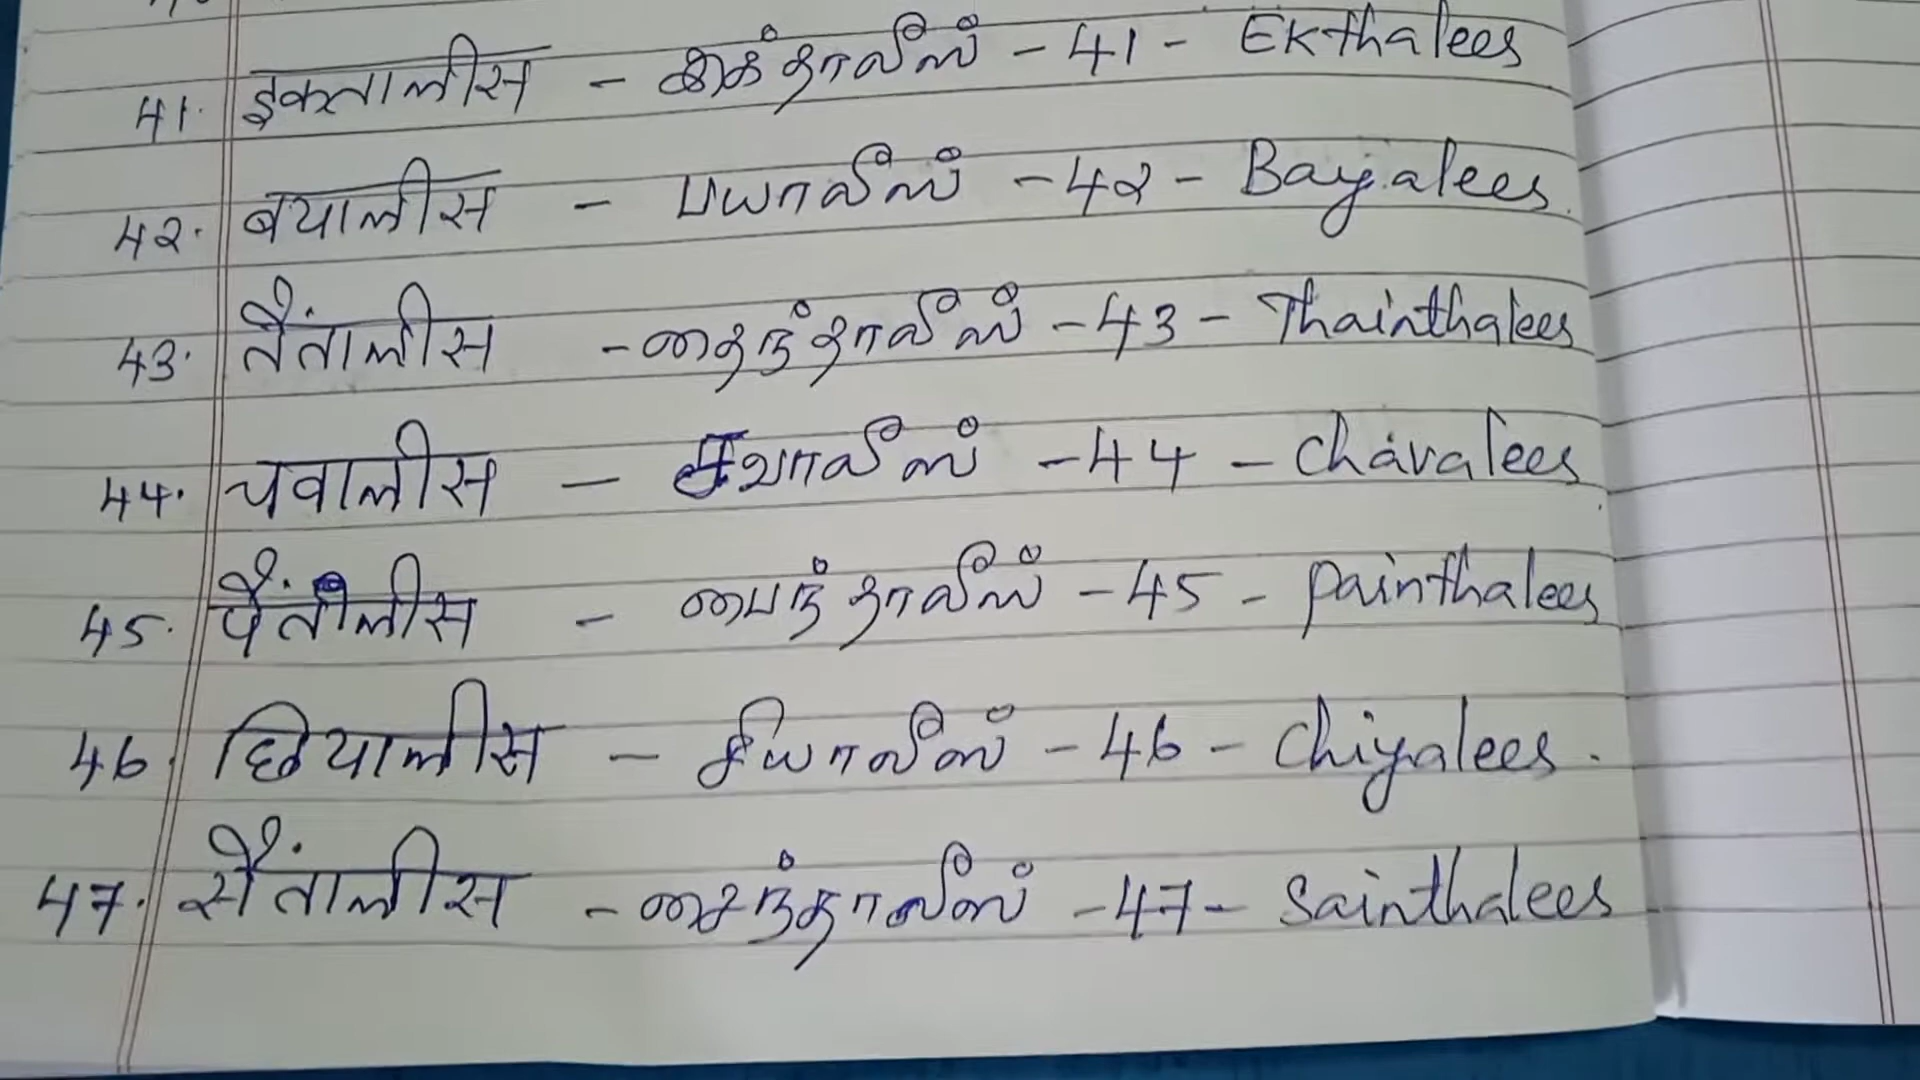 41. इकतालीस - இக்தாலீஸ் - 41 - Ekthalees
42. बयालीस - பயாலீஸ் - 42 - Bayalees.
43. तैंतालीस - தைந்தாலீஸ் - 43 - Thainthalees
44. चवालीस - சவாலீஸ் - 44 - Chavalees
45. पैंतालीस - பைந்தாலீஸ் - 45 - Painthalees
46. छियालीस - சியாலீஸ் - 46 - Chiyalees.
47. सैंतालीस - சைந்தாலீஸ் - 47 - Sainthalees